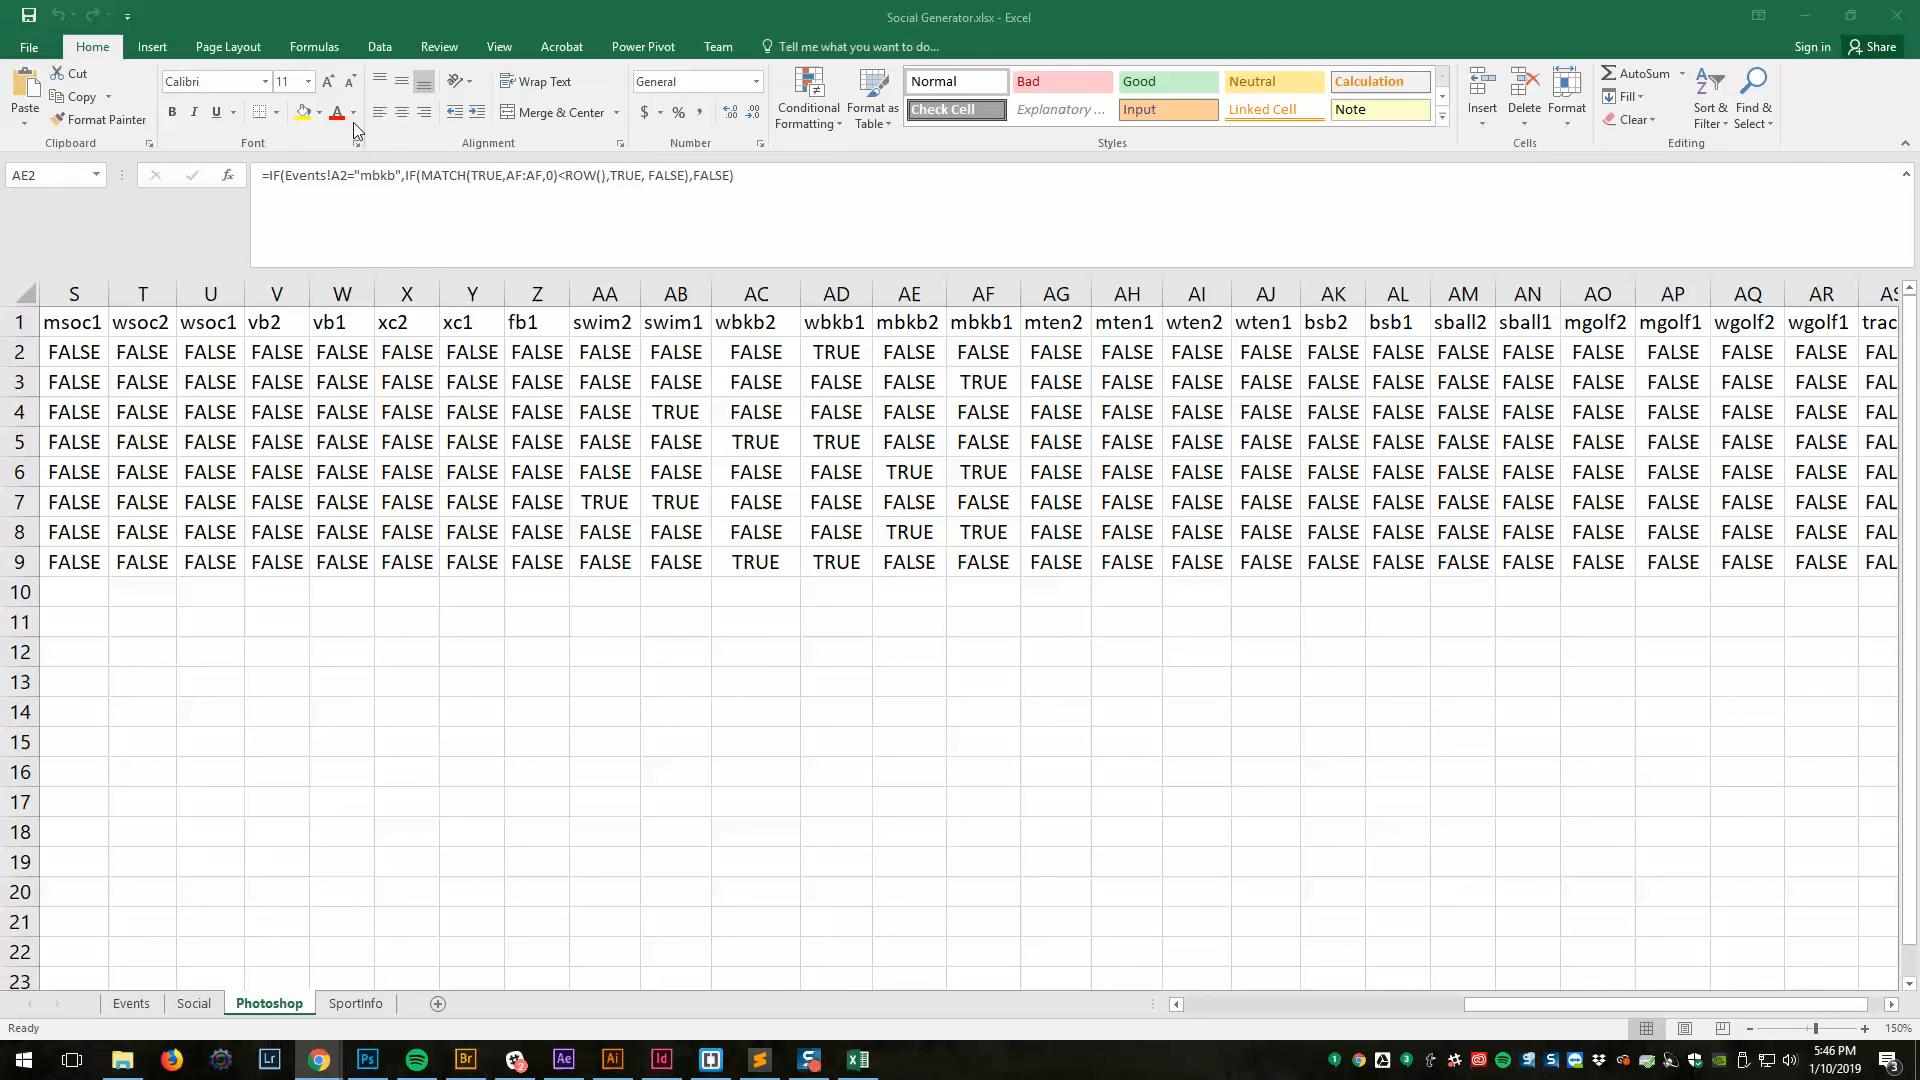 Social Generator.xlsx - Excel
File Home Insert Page Layout Formulas Data Review View Acrobat Power Pivot Team Tell me what you want to do... Sign in Share
Paste Cut Copy Format Painter Clipboard
Calibri 11 B I U A Font
Wrap Text Merge & Center Alignment
General $ % Number
Conditional Formatting Format as Table
Normal Bad Good Neutral Calculation
Check Cell Explanatory ... Input Linked Cell Note
Styles
Insert Delete Format Cells
AutoSum Fill Clear Sort & Filter Find & Select Editing
AE2 fx =IF(Events!A2="mbkb",IF(MATCH(TRUE,AF:AF,0)<ROW(),TRUE, FALSE),FALSE)
S T U V W X Y Z AA AB AC AD AE AF AG AH AI AJ AK AL AM AN AO AP AQ AR AS
1 msoc1 wsoc2 wsoc1 vb2 vb1 xc2 xc1 fb1 swim2 swim1 wbkb2 wbkb1 mbkb2 mbkb1 mten2 mten1 wten2 wten1 bsb2 bsb1 sball2 sball1 mgolf2 mgolf1 wgolf2 wgolf1 trac
2 FALSE FALSE FALSE FALSE FALSE FALSE FALSE FALSE FALSE FALSE FALSE TRUE FALSE FALSE FALSE FALSE FALSE FALSE FALSE FALSE FALSE FALSE FALSE FALSE FALSE FALSE FAL
3 FALSE FALSE FALSE FALSE FALSE FALSE FALSE FALSE FALSE FALSE FALSE FALSE FALSE TRUE FALSE FALSE FALSE FALSE FALSE FALSE FALSE FALSE FALSE FALSE FALSE FALSE FAL
4 FALSE FALSE FALSE FALSE FALSE FALSE FALSE FALSE FALSE TRUE FALSE FALSE FALSE FALSE FALSE FALSE FALSE FALSE FALSE FALSE FALSE FALSE FALSE FALSE FALSE FALSE FAL
5 FALSE FALSE FALSE FALSE FALSE FALSE FALSE FALSE FALSE FALSE TRUE TRUE FALSE FALSE FALSE FALSE FALSE FALSE FALSE FALSE FALSE FALSE FALSE FALSE FALSE FALSE FAL
6 FALSE FALSE FALSE FALSE FALSE FALSE FALSE FALSE FALSE FALSE FALSE FALSE TRUE TRUE FALSE FALSE FALSE FALSE FALSE FALSE FALSE FALSE FALSE FALSE FALSE FALSE FAL
7 FALSE FALSE FALSE FALSE FALSE FALSE FALSE FALSE TRUE TRUE FALSE FALSE FALSE FALSE FALSE FALSE FALSE FALSE FALSE FALSE FALSE FALSE FALSE FALSE FALSE FALSE FAL
8 FALSE FALSE FALSE FALSE FALSE FALSE FALSE FALSE FALSE FALSE FALSE FALSE TRUE TRUE FALSE FALSE FALSE FALSE FALSE FALSE FALSE FALSE FALSE FALSE FALSE FALSE FAL
9 FALSE FALSE FALSE FALSE FALSE FALSE FALSE FALSE FALSE FALSE TRUE TRUE FALSE FALSE FALSE FALSE FALSE FALSE FALSE FALSE FALSE FALSE FALSE FALSE FALSE FALSE FAL
10
11
12
13
14
15
16
17
18
19
20
21
22
23
Events Social Photoshop SportInfo
Ready 150%
Lr Ps Br 2 Ae Ai Id
5:46 PM
1/10/2019
3